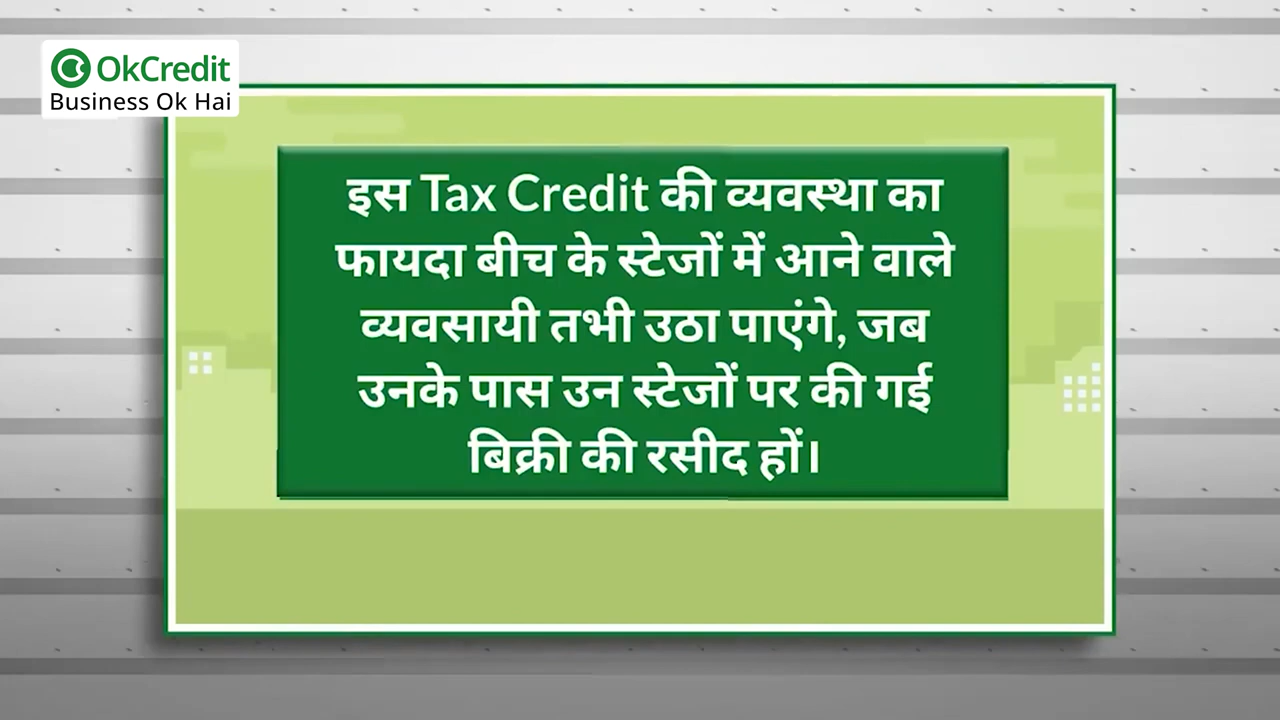 OkCredit
Business Ok Hai
इस Tax Credit की व्यवस्था का
फायदा बीच के स्टेजों में आने वाले
व्यवसायी तभी उठा पाएंगे, जब
उनके पास उन स्टेजों पर की गई
बिक्री की रसीद हों।